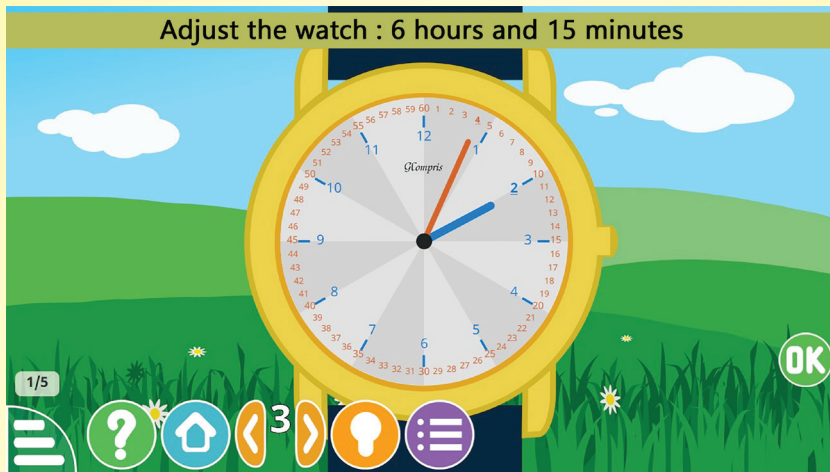 Adjust the watch : 6 hours and 15 minutes
60 1 2 3 4 5 6 7 8 9 10 11 12 13 14 15 16 17 18 19 20 21 22 23 24 25 26 27 28 29 30 31 32 33 34 35 36 37 38 39 40 41 42 43 44 45 46 47 48 49 50 51 52 53 54 55 56 57 58 59
12 1 2 3 4 5 6 7 8 9 10 11
GCompris
OK
1/5
? 3